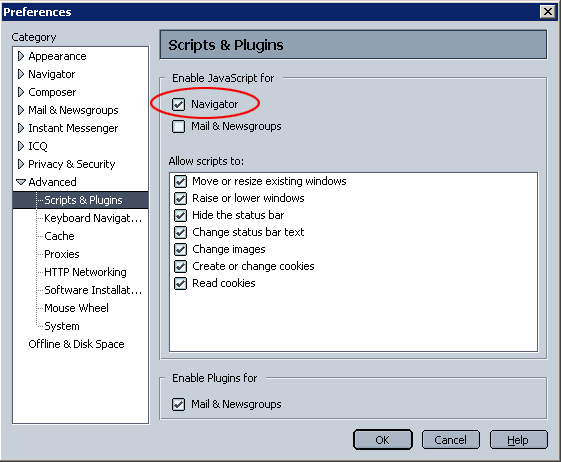 Preferences
Category
Appearance
Navigator
Composer
Mail & Newsgroups
Instant Messenger
ICQ
Privacy & Security
Advanced
Scripts & Plugins
Keyboard Navigat...
Cache
Proxies
HTTP Networking
Software Installat...
Mouse Wheel
System
Offline & Disk Space
Scripts & Plugins
Enable JavaScript for
Navigator
Mail & Newsgroups
Allow scripts to:
Move or resize existing windows
Raise or lower windows
Hide the status bar
Change status bar text
Change images
Create or change cookies
Read cookies
Enable Plugins for
Mail & Newsgroups
OK
Cancel
Help